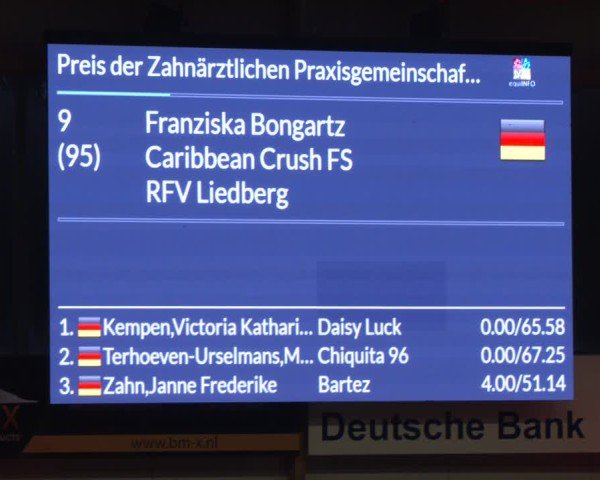 Preis der Zahnärztlichen Praxisgemeinschaf...
equiINFO
9 Franziska Bongartz
(95) Caribbean Crush FS
RFV Liedberg
1. Kempen,Victoria Kathari... Daisy Luck 0.00/65.58
2. Terhoeven-Urselmans,M... Chiquita 96 0.00/67.25
3. Zahn,Janne Frederike Bartez 4.00/51.14
X
www.bm-x.nl
Deutsche Bank